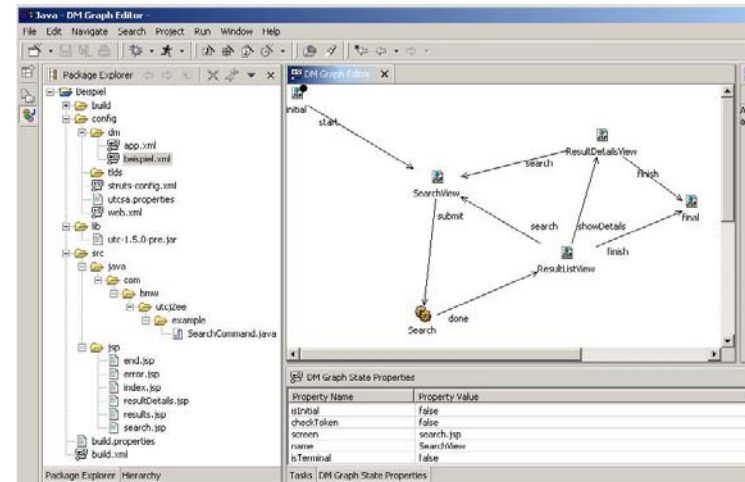 Java - DM Graph Editor -
File Edit Navigate Search Project Run Window Help
Package Explorer
Beispiel
build
config
dm
app.xml
beispiel.xml
tlds
struts-config.xml
utcsa.properties
web.xml
lib
utc-1.5.0-pre.jar
src
java
com
bmw
utcj2ee
example
SearchCommand.java
jsp
end.jsp
error.jsp
index.jsp
resultDetails.jsp
results.jsp
search.jsp
build.properties
build.xml
Package Explorer Hierarchy
DM Graph Editor
initial
start
SearchView
submit
Search
done
search
ResultDetailsView
finish
final
search
showDetails
finish
ResultListView
DM Graph State Properties
Property Name Property Value
isInitial false
checkToken false
screen search.jsp
name SearchView
isTerminal false
Tasks DM Graph State Properties